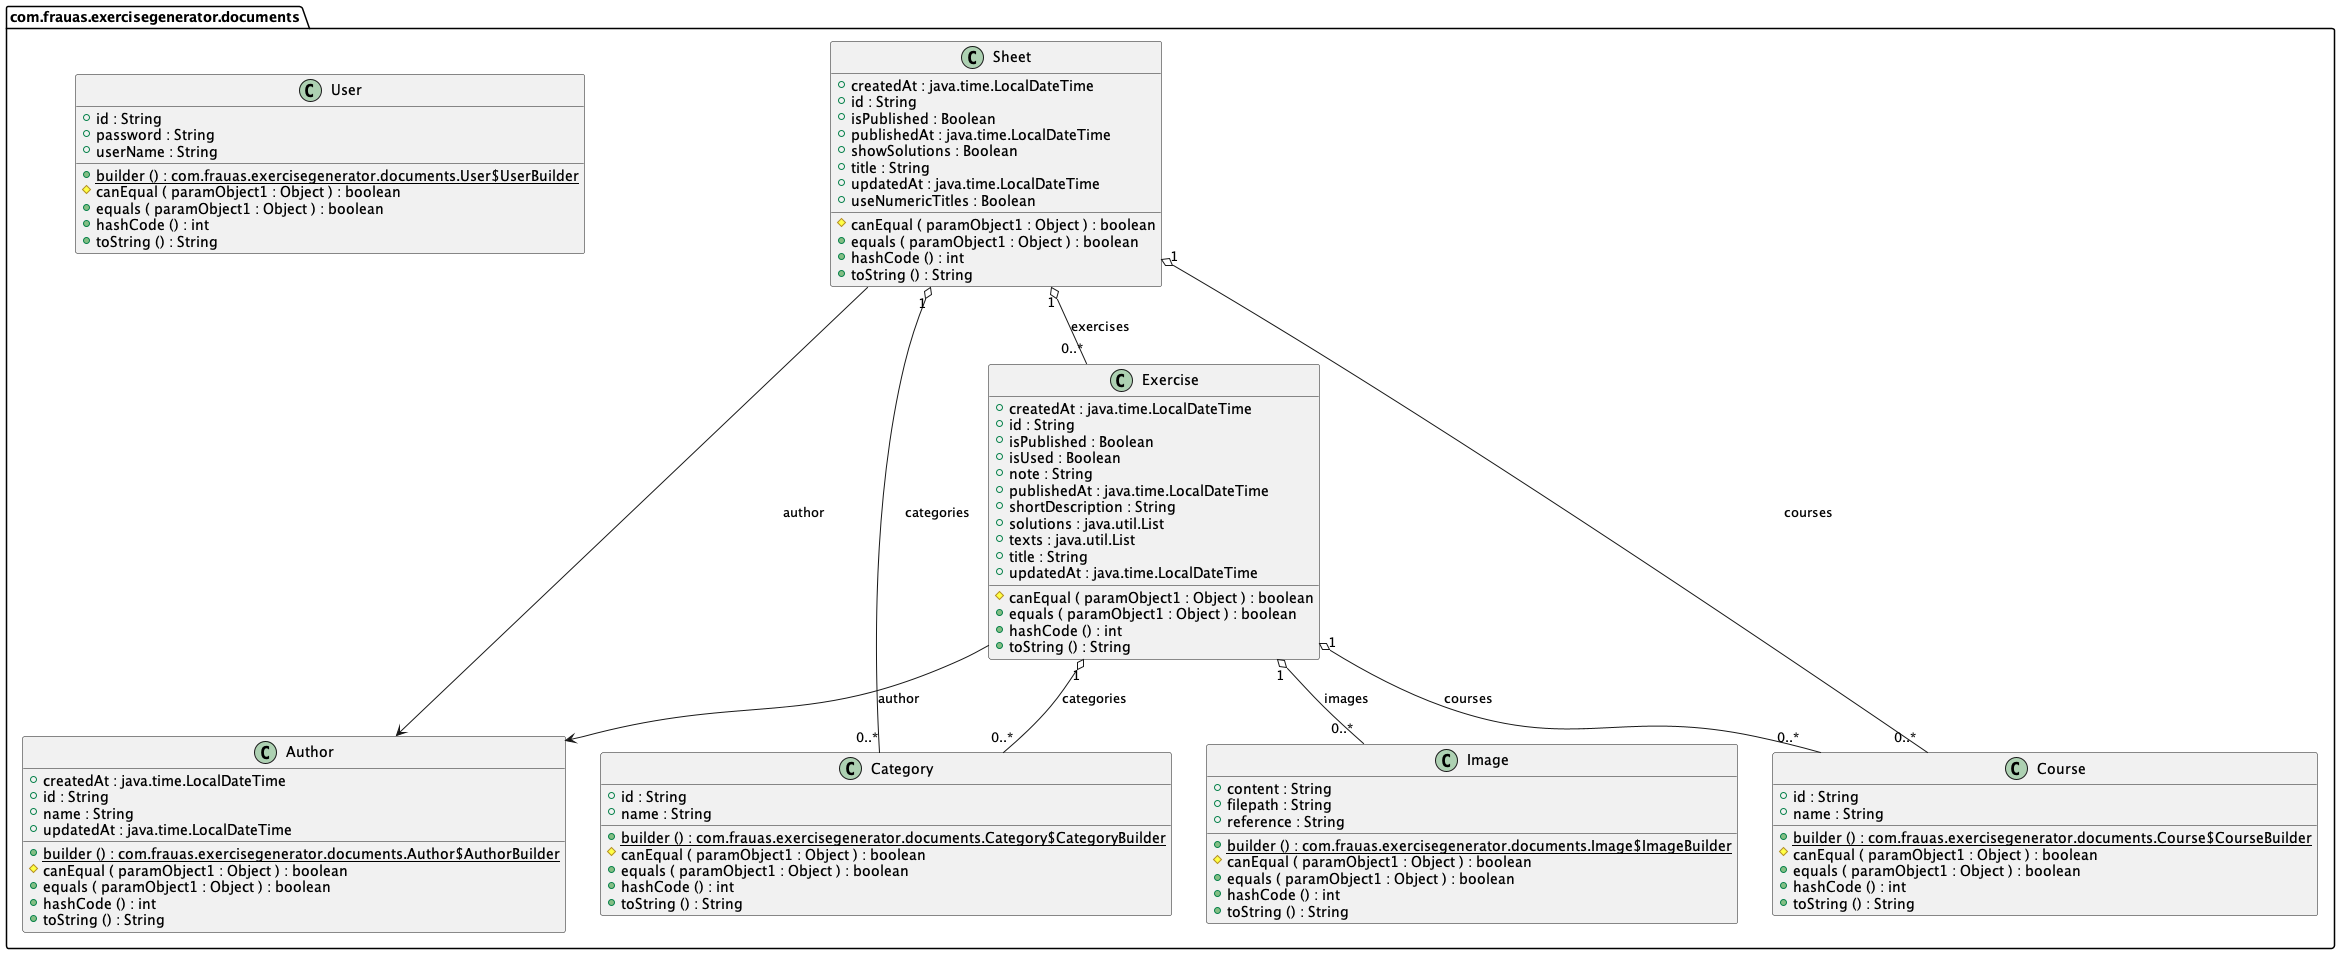 com.frauas.exercisegenerator.documents
C User
id : String
password : String
userName : String
builder () : com.frauas.exercisegenerator.documents.User$UserBuilder
canEqual ( paramObject1 : Object ) : boolean
equals ( paramObject1 : Object ) : boolean
hashCode () : int
toString () : String
C Sheet
createdAt : java.time.LocalDateTime
id : String
isPublished : Boolean
publishedAt : java.time.LocalDateTime
showSolutions : Boolean
title : String
updatedAt : java.time.LocalDateTime
useNumericTitles : Boolean
canEqual ( paramObject1 : Object ) : boolean
equals ( paramObject1 : Object ) : boolean
hashCode () : int
toString () : String
1
1
1
exercises
0..*
author
categories
courses
C Exercise
createdAt : java.time.LocalDateTime
id : String
isPublished : Boolean
isUsed : Boolean
note : String
publishedAt : java.time.LocalDateTime
shortDescription : String
solutions : java.util.List
texts : java.util.List
title : String
updatedAt : java.time.LocalDateTime
canEqual ( paramObject1 : Object ) : boolean
equals ( paramObject1 : Object ) : boolean
hashCode () : int
toString () : String
1
1
1
author
categories
images
courses
0..*
0..*
0..*
0..*
0..*
C Author
createdAt : java.time.LocalDateTime
id : String
name : String
updatedAt : java.time.LocalDateTime
builder () : com.frauas.exercisegenerator.documents.Author$AuthorBuilder
canEqual ( paramObject1 : Object ) : boolean
equals ( paramObject1 : Object ) : boolean
hashCode () : int
toString () : String
C Category
id : String
name : String
builder () : com.frauas.exercisegenerator.documents.Category$CategoryBuilder
canEqual ( paramObject1 : Object ) : boolean
equals ( paramObject1 : Object ) : boolean
hashCode () : int
toString () : String
C Image
content : String
filepath : String
reference : String
builder () : com.frauas.exercisegenerator.documents.Image$ImageBuilder
canEqual ( paramObject1 : Object ) : boolean
equals ( paramObject1 : Object ) : boolean
hashCode () : int
toString () : String
C Course
id : String
name : String
builder () : com.frauas.exercisegenerator.documents.Course$CourseBuilder
canEqual ( paramObject1 : Object ) : boolean
equals ( paramObject1 : Object ) : boolean
hashCode () : int
toString () : String